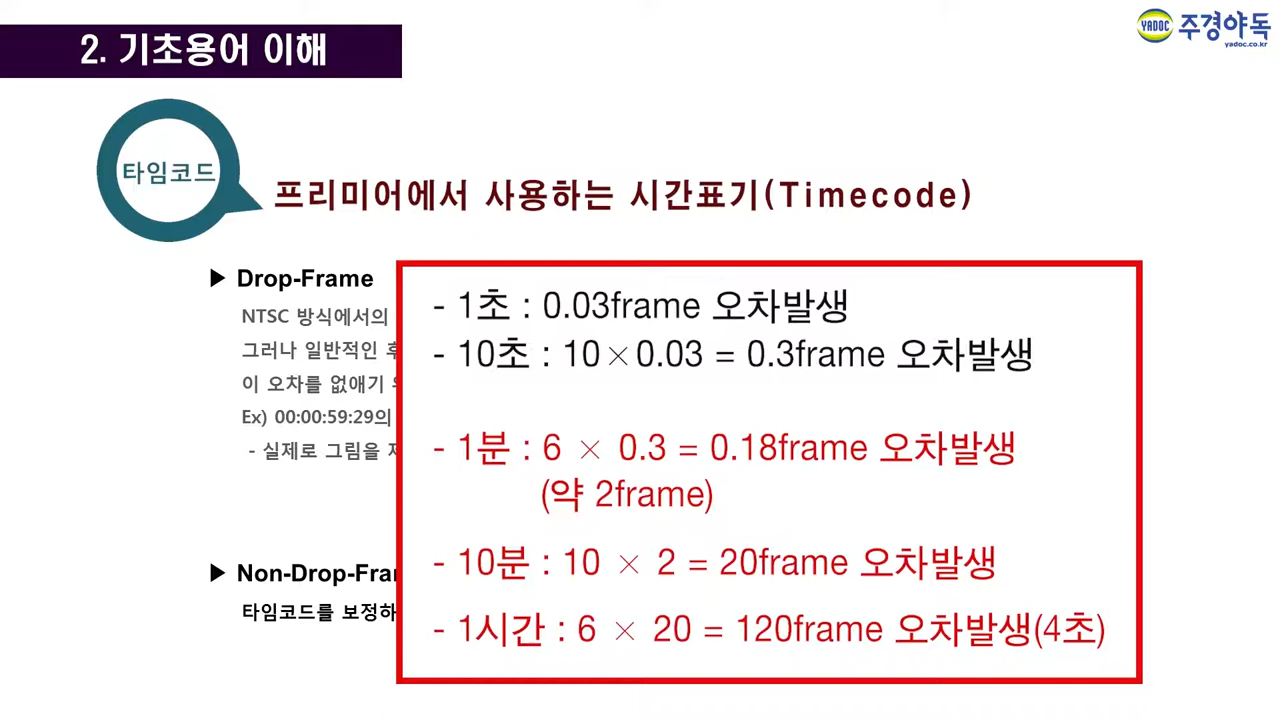 2. 기초용어 이해
YADOC 주경야독
yadoc.co.kr
타임코드
프리미어에서 사용하는 시간표기(Timecode)
▶ Drop-Frame
NTSC 방식에서의
그러나 일반적인
이 오차를 없애기
Ex) 00:00:59:29의
- 실제로 그림을
▶ Non-Drop-Fra
타임코드를 보정하
- 1초 : 0.03frame 오차발생
- 10초 : 10×0.03 = 0.3frame 오차발생
- 1분 : 6 × 0.3 = 0.18frame 오차발생
(약 2frame)
- 10분 : 10 × 2 = 20frame 오차발생
- 1시간 : 6 × 20 = 120frame 오차발생(4초)